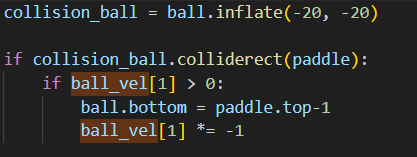 collision_ball = ball.inflate(-20, -20)
if collision_ball.colliderect(paddle):
if ball_vel[1] > 0:
ball.bottom = paddle.top-1
ball_vel[1] *= -1